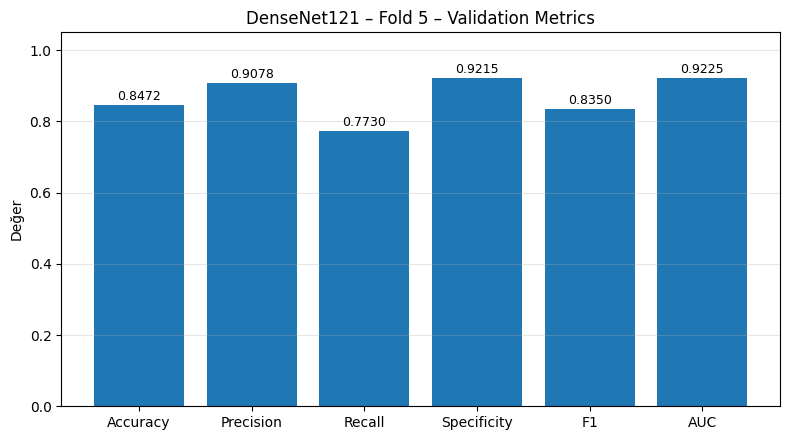 DenseNet121 – Fold 5 – Validation Metrics
Değer
1.0
0.8
0.6
0.4
0.2
0.0
0.8472
0.9078
0.7730
0.9215
0.8350
0.9225
Accuracy
Precision
Recall
Specificity
F1
AUC